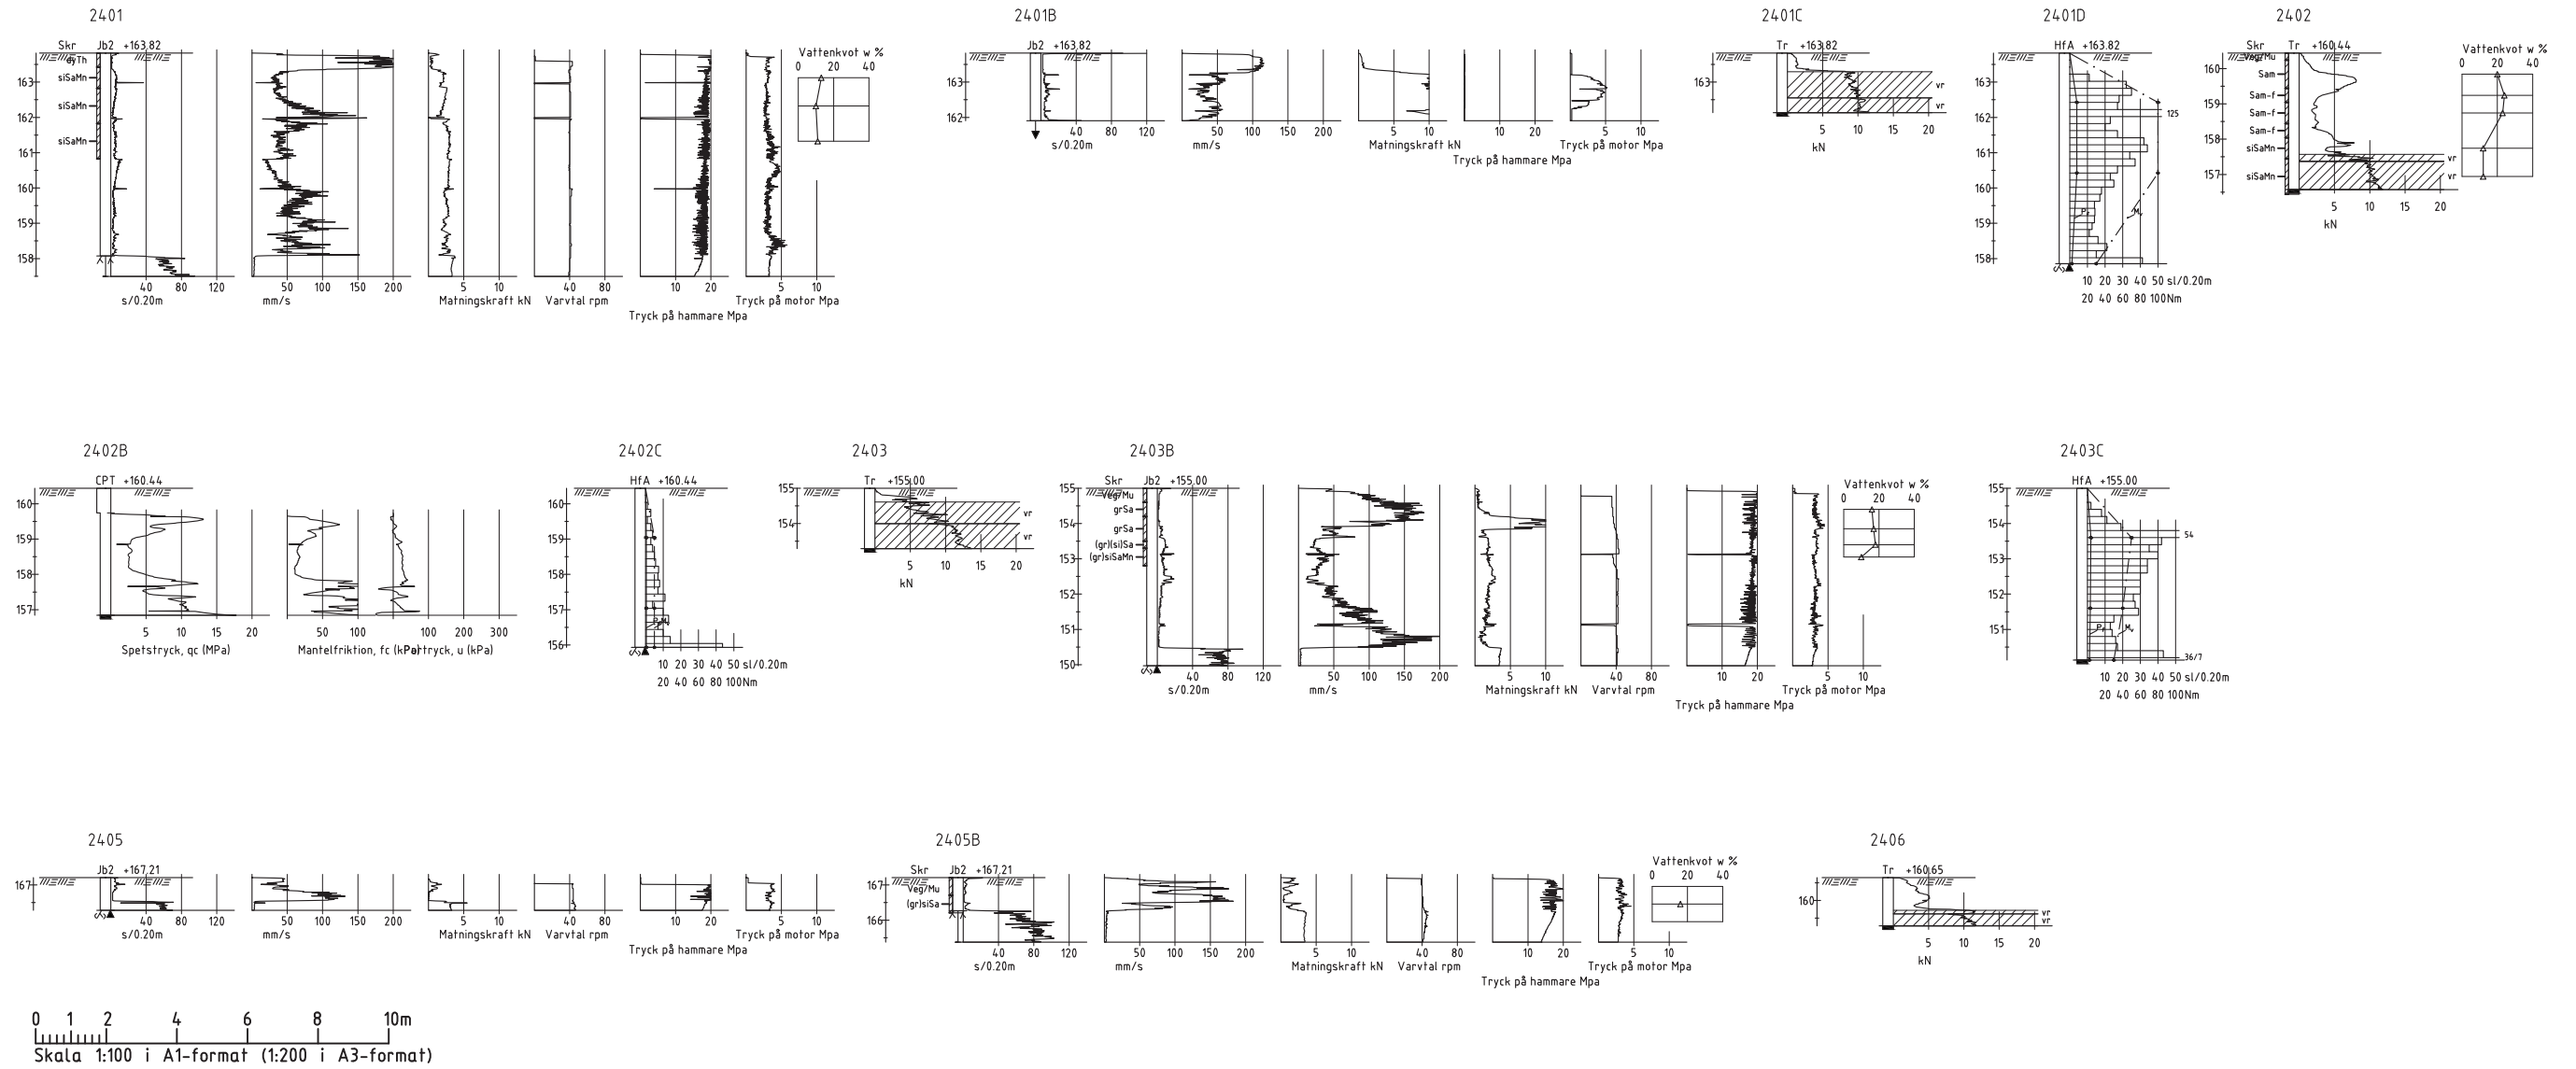 2401 2401B 2401C 2401D 2402
Skr Jb2 +163.82
dyTh
siSaMn
siSaMn
siSaMn
163
162
161
160
159
158
40 80 120
s/0.20m
50 100 150 200
mm/s
5 10
Matningskraft kN
40 80
Varvtal rpm
10 20
Tryck på hammare Mpa
5 10
Tryck på motor Mpa
Vattenkvot w %
0 20 40
Jb2 +163.82
163
162
40 80 120
s/0.20m
50 100 150 200
mm/s
5 10
Matningskraft kN
10 20
Tryck på hammare Mpa
5 10
Tryck på motor Mpa
Tr +163.82
163
vr
vr
5 10 15 20
kN
HfA +163.82
163
162
161
160
159
158
125
Pf Mv
10 20 30 40 50 sl/0.20m
20 40 60 80 100Nm
Skr Tr +160.44
Veg/Mu
Sam
Sam-f
Sam-f
Sam-f
siSaMn
siSaMn
160
159
158
157
vr
vr
5 10 15 20
kN
Vattenkvot w %
0 20 40
2402B 2402C 2403 2403B 2403C
CPT +160.44
160
159
158
157
5 10 15 20
Spetstryck, qc (MPa)
50 100
Mantelfriktion, fc (kPa)
100 200 300
Portryck, u (kPa)
HfA +160.44
160
159
158
157
156
10 20 30 40 50 sl/0.20m
20 40 60 80 100Nm
Tr +155.00
155
154
vr
vr
5 10 15 20
kN
Skr Jb2 +155.00
Veg/Mu
grSa
grSa
(gr)(si)Sa
(gr)siSaMn
155
154
153
152
151
150
40 80 120
s/0.20m
50 100 150 200
mm/s
5 10
Matningskraft kN
40 80
Varvtal rpm
10 20
Tryck på hammare Mpa
5 10
Tryck på motor Mpa
Vattenkvot w %
0 20 40
HfA +155.00
155
154
153
152
151
54
Pf Mv
36/7
10 20 30 40 50 sl/0.20m
20 40 60 80 100Nm
2405 2405B 2406
Jb2 +167.21
167
40 80 120
s/0.20m
50 100 150 200
mm/s
5 10
Matningskraft kN
40 80
Varvtal rpm
10 20
Tryck på hammare Mpa
5 10
Tryck på motor Mpa
Skr Jb2 +167.21
Veg/Mu
(gr)siSa
167
166
40 80 120
s/0.20m
50 100 150 200
mm/s
5 10
Matningskraft kN
40 80
Varvtal rpm
10 20
Tryck på hammare Mpa
5 10
Tryck på motor Mpa
Vattenkvot w %
0 20 40
Tr +160.65
160
vr
vr
5 10 15 20
kN
0 1 2 4 6 8 10m
Skala 1:100 i A1-format (1:200 i A3-format)